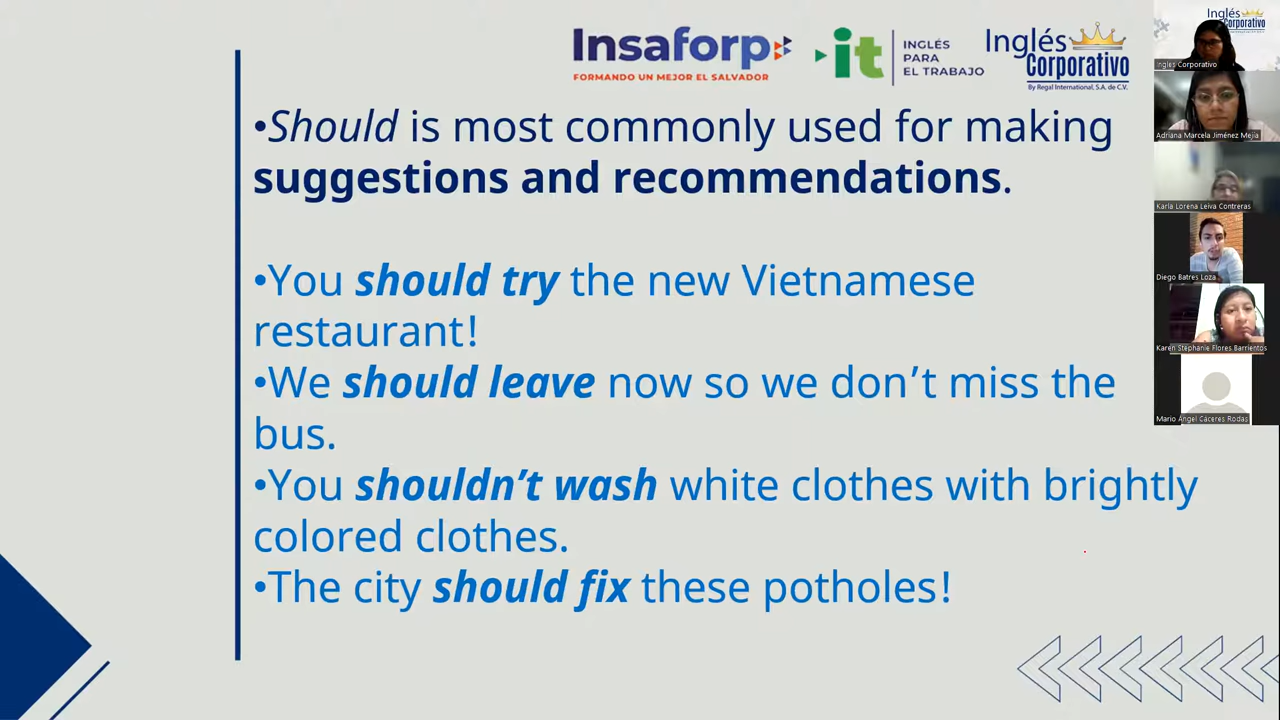 Insaforp
FORMANDO UN MEJOR EL SALVADOR
it
INGLÉS
PARA
EL TRABAJO
Inglés
Corporativo
By Regal International, S.A. de C.V.
•Should is most commonly used for making
suggestions and recommendations.
•You should try the new Vietnamese
restaurant!
•We should leave now so we don’t miss the
bus.
•You shouldn’t wash white clothes with brightly
colored clothes.
•The city should fix these potholes!
Inglés
Corporativo
Inglés Corporativo
Adriana Marcela Jiménez Mejía
Karla Lorena Leiva Contreras
Diego Batres Loza
Karen Stephanie Flores Barrientos
Mario Ángel Cáceres Rodas